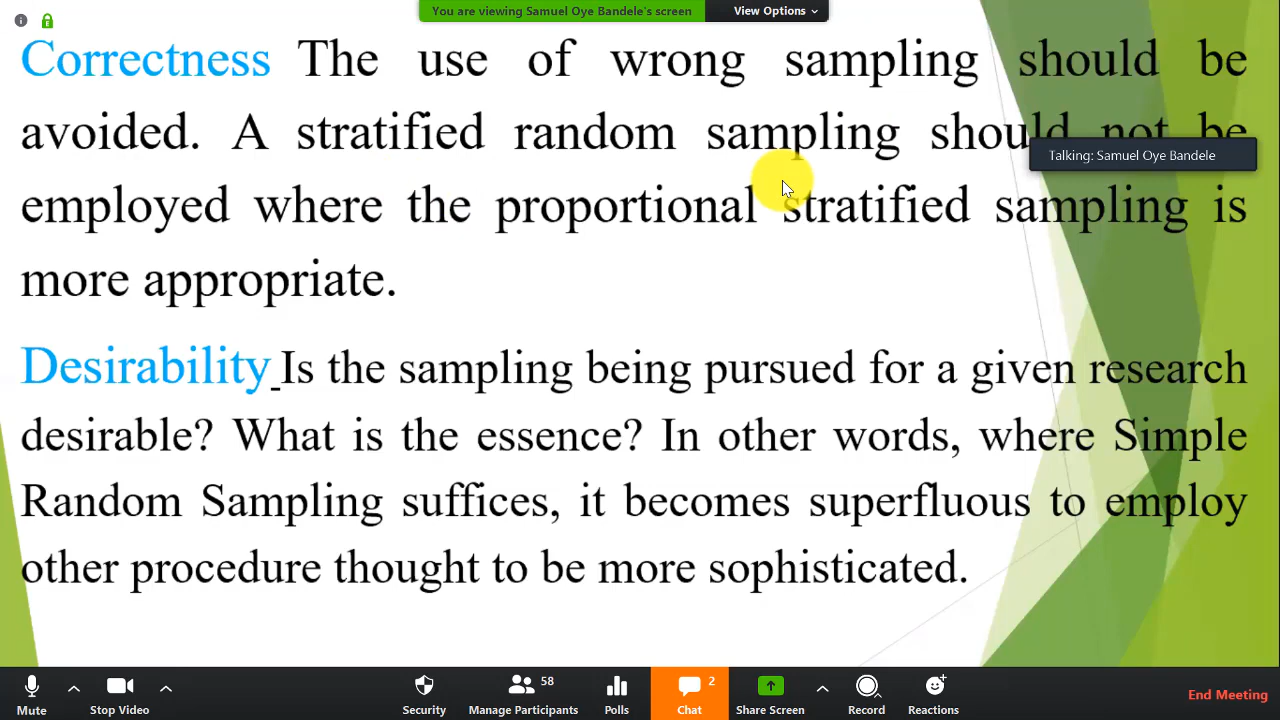 You are viewing Samuel Oye Bandele's screen View Options
Correctness The use of wrong sampling should be
avoided. A stratified random sampling should not be
Talking: Samuel Oye Bandele
employed where the proportional stratified sampling is
more appropriate.
Desirability Is the sampling being pursued for a given research
desirable? What is the essence? In other words, where Simple
Random Sampling suffices, it becomes superfluous to employ
other procedure thought to be more sophisticated.
58 2
Mute Stop Video Security Manage Participants Polls Chat Share Screen Record Reactions End Meeting